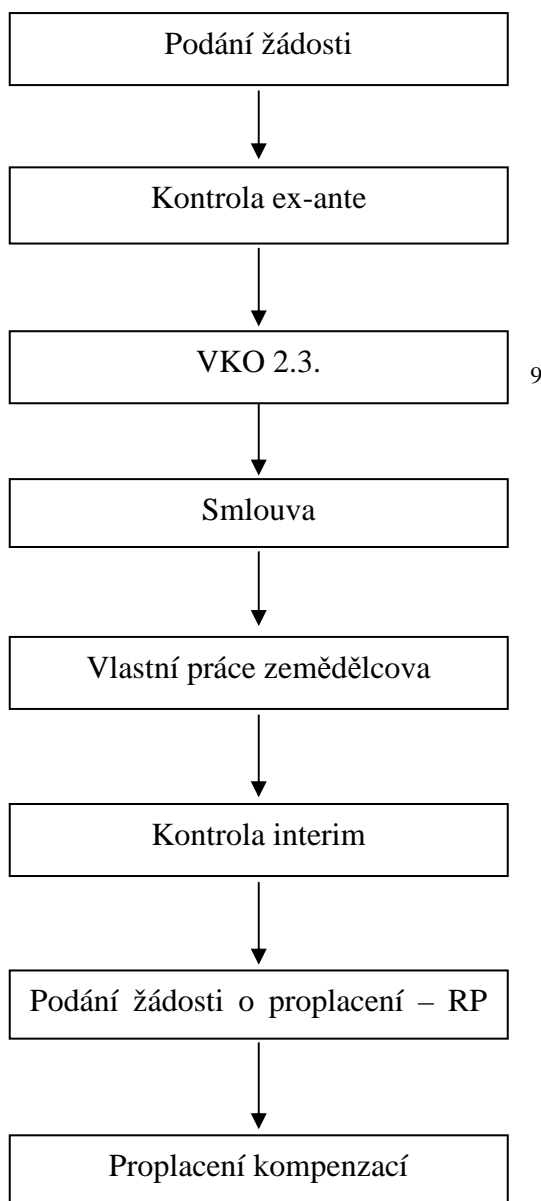 Podání žádosti
Kontrola ex-ante
VKO 2.3.
9
Smlouva
Vlastní práce zemědělcova
Kontrola interim
Podání žádosti o proplacení – RP
Proplacení kompenzací